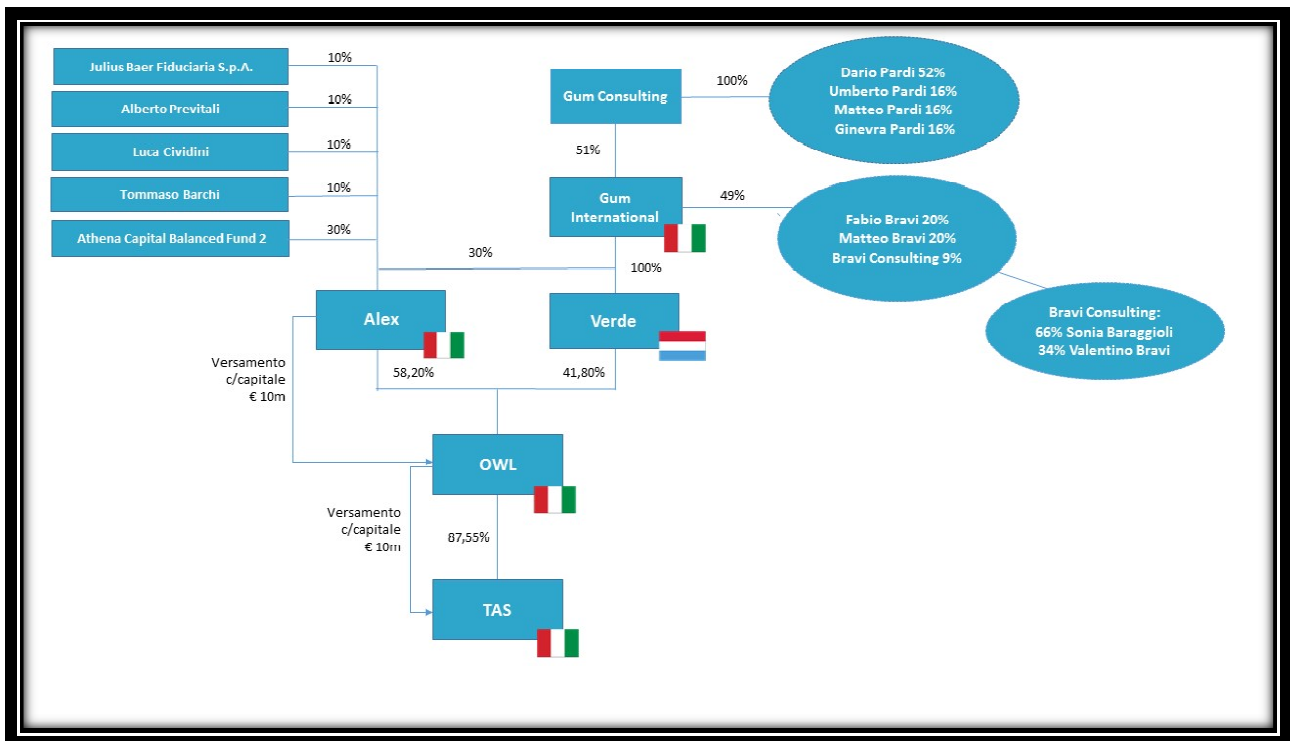 Julius Baer Fiduciaria S.p.A.
10%
Alberto Previtali
10%
Luca Cividini
10%
Tommaso Barchi
10%
Athena Capital Balanced Fund 2
30%
Gum Consulting
100%
Dario Pardi 52%
Umberto Pardi 16%
Matteo Pardi 16%
Ginevra Pardi 16%
51%
Gum
International
49%
Fabio Bravi 20%
Matteo Bravi 20%
Bravi Consulting 9%
Bravi Consulting:
66% Sonia Baraggioli
34% Valentino Bravi
30%
100%
Alex
Verde
Versamento
c/capitale
€ 10m
58,20%
41,80%
OWL
Versamento
c/capitale
€ 10m
87,55%
TAS